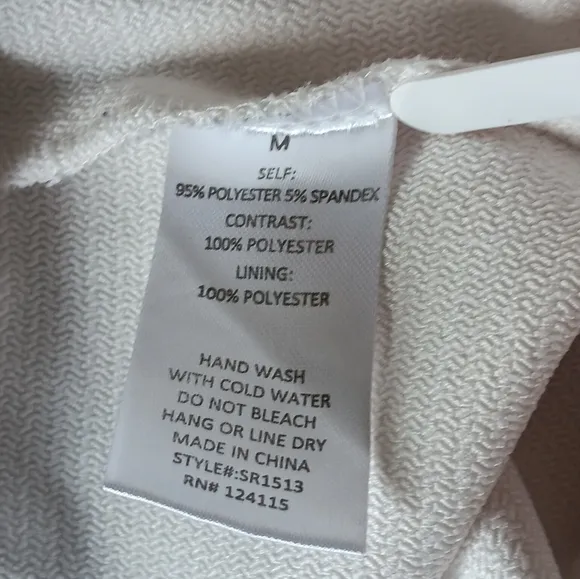 M
SELF:
95% POLYESTER 5% SPANDEX
CONTRAST:
100% POLYESTER
LINING:
100% POLYESTER
HAND WASH
WITH COLD WATER
DO NOT BLEACH
HANG OR LINE DRY
MADE IN CHINA
STYLE#:SR1513
RN# 124115